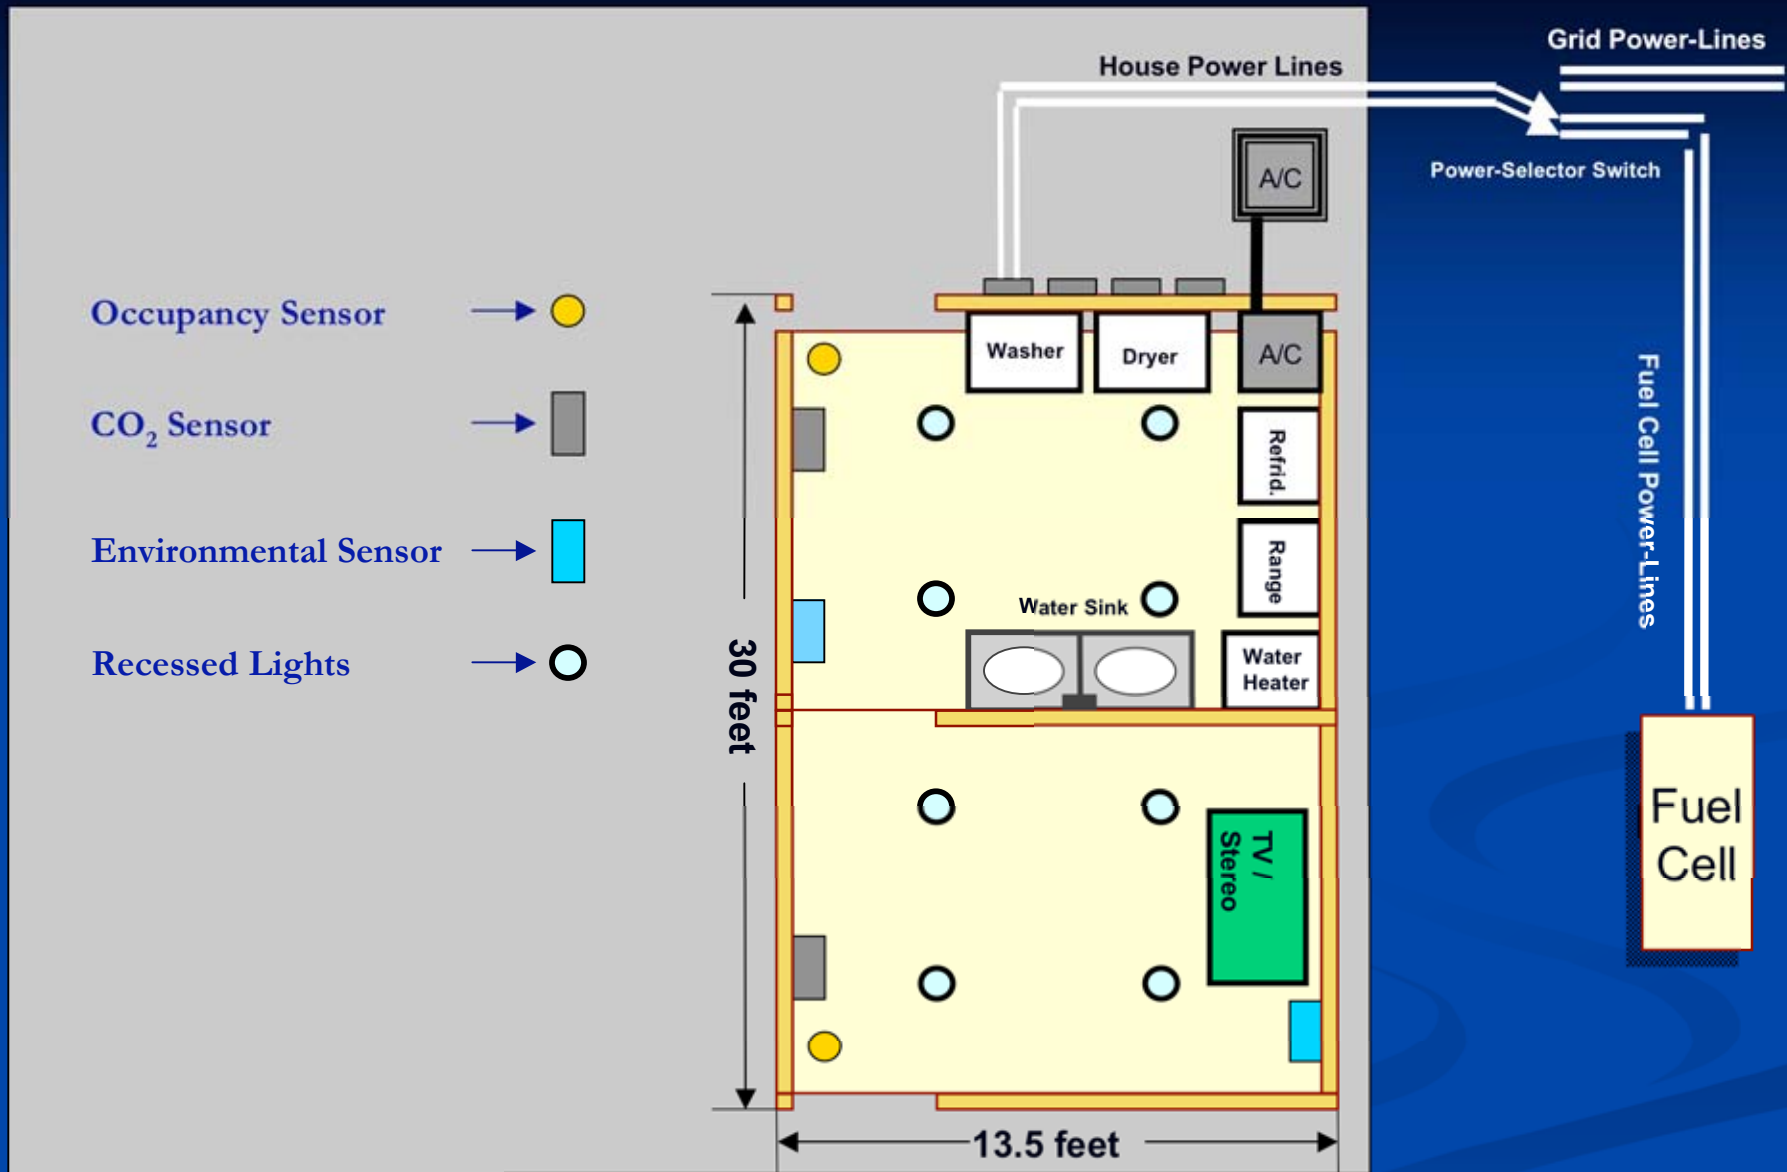 Grid Power-Lines
House Power Lines
Power-Selector Switch
A/C
Occupancy Sensor
Washer
Dryer
A/C
CO₂ Sensor
Refrid.
Fuel Cell Power-Lines
Environmental Sensor
Range
Water Sink
Recessed Lights
30 feet
Water
Heater
Fuel
Cell
TV /
Stereo
13.5 feet